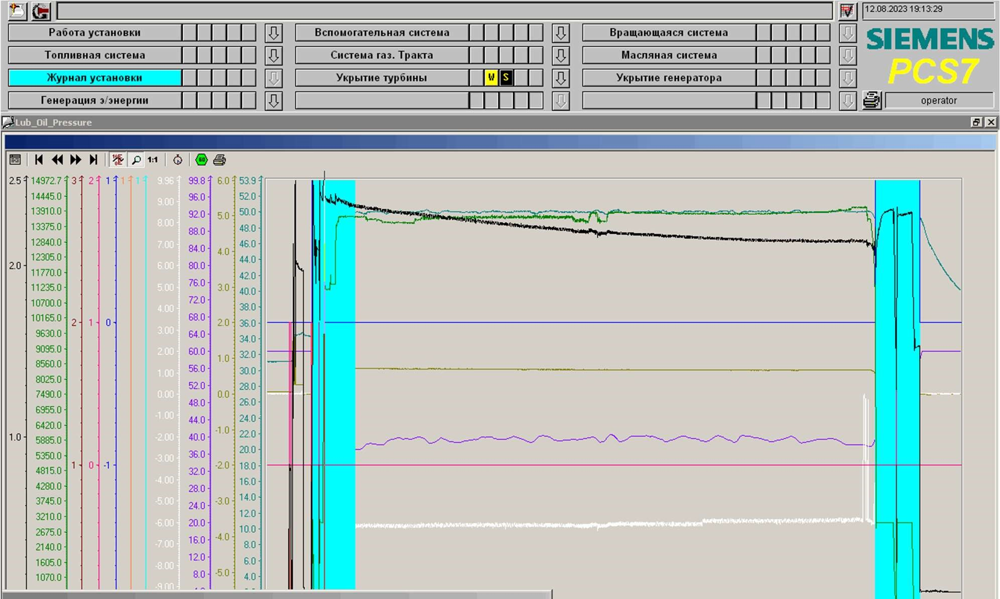 12.08.2023 19:13:29
Работа установки
Вспомогательная система
Вращающаяся система
SIEMENS
Топливная система
Система газ. Тракта
Масляная система
PCS7
Журнал установки
Укрытие турбины W S
Укрытие генератора
Генерация э/энергии
operator
Lub_Oil_Pressure
1:1
GO
2.5 14972.7 3 2 1 1 1 9.96 99.8 6.0 53.9
14445.0 96.0 52.0
9.00
13910.0 92.0 5.0 50.0
13375.0 8.00 88.0 48.0
12840.0 7.00 84.0 46.0
2.0 12305.0 6.00 80.0 4.0 44.0
11770.0 76.0 42.0
11235.0 5.00 3.0 40.0
10700.0 4.00 72.0 38.0
10165.0 2 1 0 68.0 2.0 36.0
9630.0 3.00 64.0 34.0
9095.0 2.00 60.0 32.0
8560.0 1.0
8025.0 1.00 56.0 30.0
7490.0 0.00 52.0 0.0 28.0
6955.0 48.0 26.0
6420.0 -1.00 44.0 -1.0 24.0
1.0 5885.0 -2.00 40.0 22.0
5350.0 -3.00 36.0 20.0
4815.0 1 0 -1 32.0 -2.0 18.0
4280.0 -4.00 28.0 16.0
3745.0 -5.00 24.0 -3.0 14.0
3210.0 -6.00 20.0 12.0
2675.0 16.0 -4.0 10.0
2140.0 -7.00 12.0 8.0
1605.0 -8.00 6.0
1070.0 8.0 -5.0 4.0
-9.00